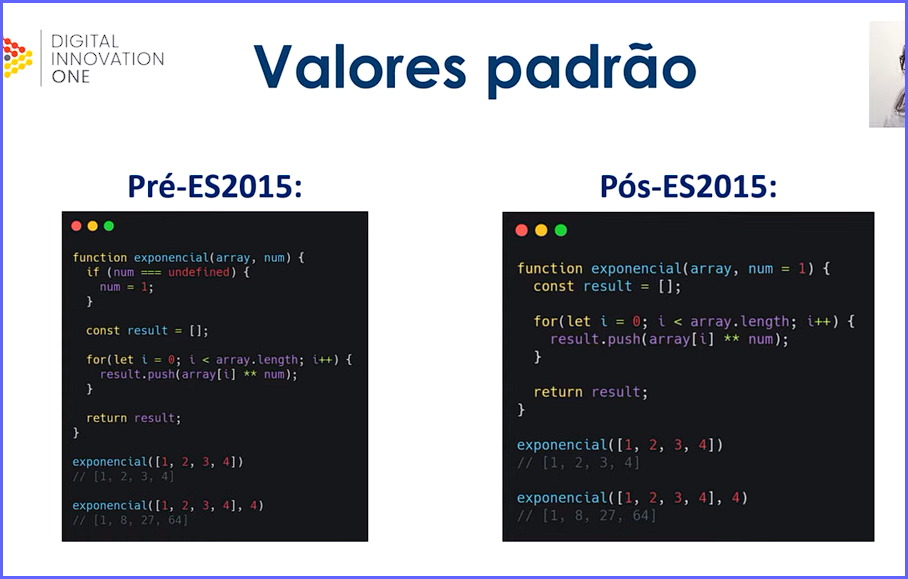 DIGITAL
INNOVATION
ONE
Valores padrão
Pré-ES2015:
function exponencial(array, num) {
  if (num === undefined) {
    num = 1;
  }
  const result = [];
  for(let i = 0; i < array.length; i++) {
    result.push(array[i] ** num);
  }
  return result;
}
exponencial([1, 2, 3, 4])
// [1, 2, 3, 4]
exponencial([1, 2, 3, 4], 4)
// [1, 8, 27, 64]
Pós-ES2015:
function exponencial(array, num = 1) {
  const result = [];
  for(let i = 0; i < array.length; i++) {
    result.push(array[i] ** num);
  }
  return result;
}
exponencial([1, 2, 3, 4])
// [1, 2, 3, 4]
exponencial([1, 2, 3, 4], 4)
// [1, 8, 27, 64]